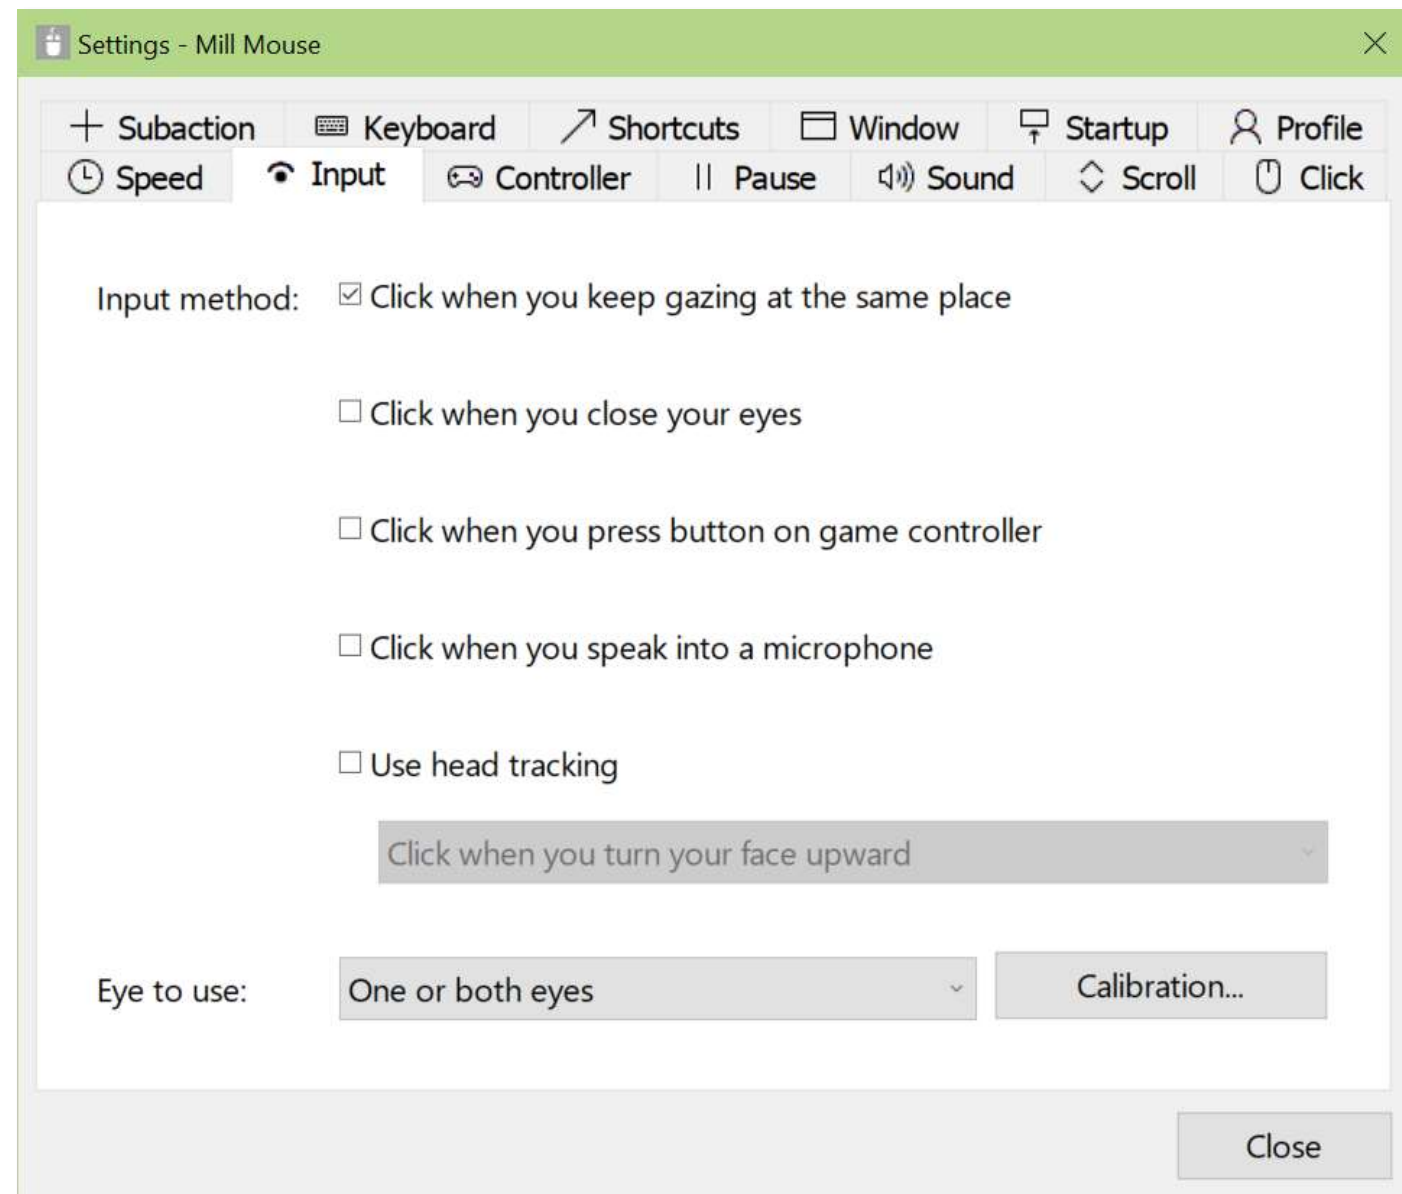 Settings - Mill Mouse
Subaction Keyboard Shortcuts Window Startup Profile
Speed Input Controller Pause Sound Scroll Click
Input method: Click when you keep gazing at the same place
Click when you close your eyes
Click when you press button on game controller
Click when you speak into a microphone
Use head tracking
Click when you turn your face upward
Eye to use: One or both eyes Calibration...
Close